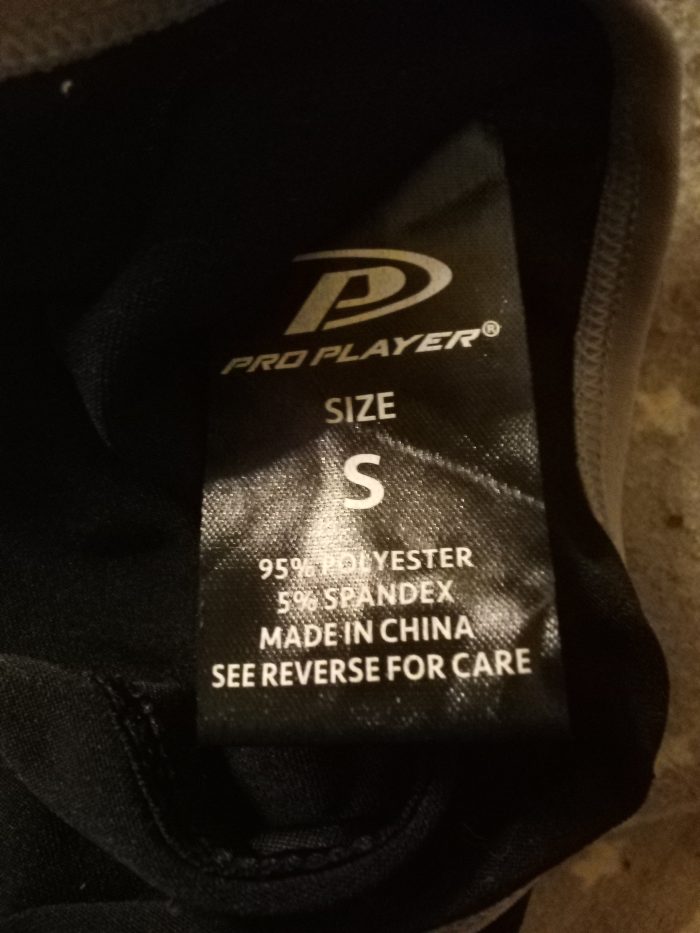 P
PRO PLAYER®
SIZE
S
95% POLYESTER
5% SPANDEX
MADE IN CHINA
SEE REVERSE FOR CARE